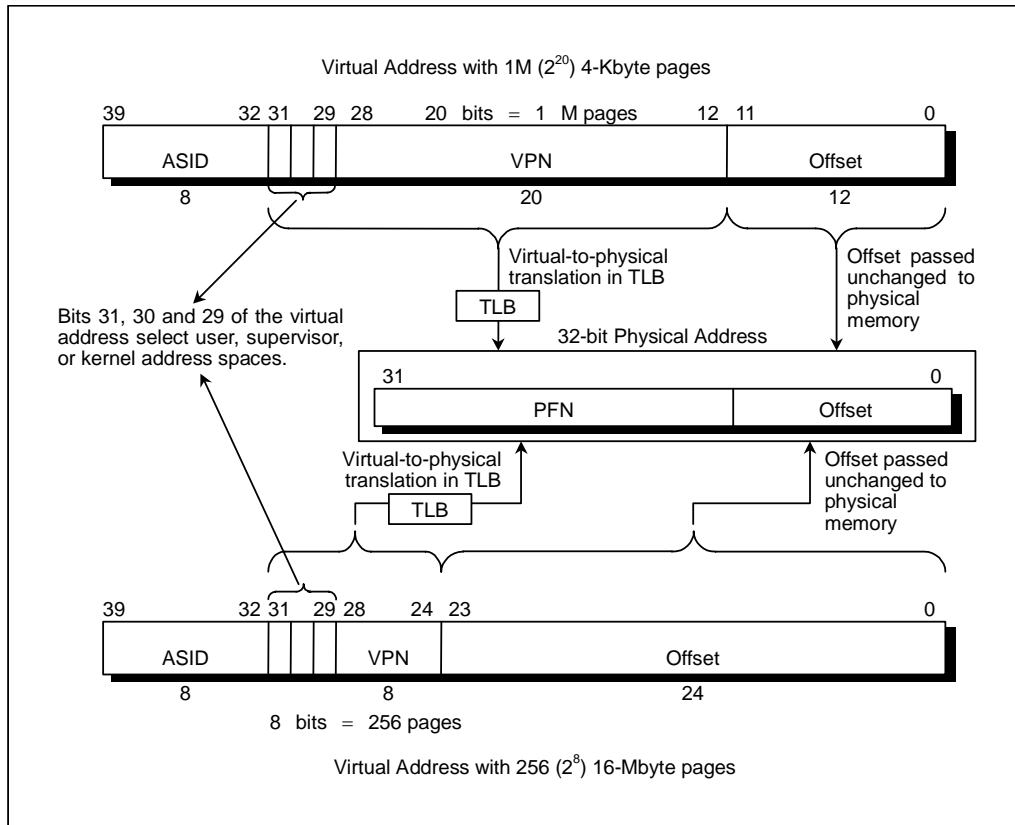 Virtual Address with 1M (2^20) 4-Kbyte pages
39 32 31 29 28 20 bits = 1 M pages 12 11 0
ASID VPN Offset
8 20 12
Virtual-to-physical
translation in TLB
Offset passed
unchanged to
physical
memory
TLB
Bits 31, 30 and 29 of the virtual
address select user, supervisor,
or kernel address spaces.
32-bit Physical Address
31 0
PFN Offset
Virtual-to-physical
translation in TLB
Offset passed
unchanged to
physical
memory
TLB
39 32 31 29 28 24 23 0
ASID VPN Offset
8 8 24
8 bits = 256 pages
Virtual Address with 256 (2^8) 16-Mbyte pages